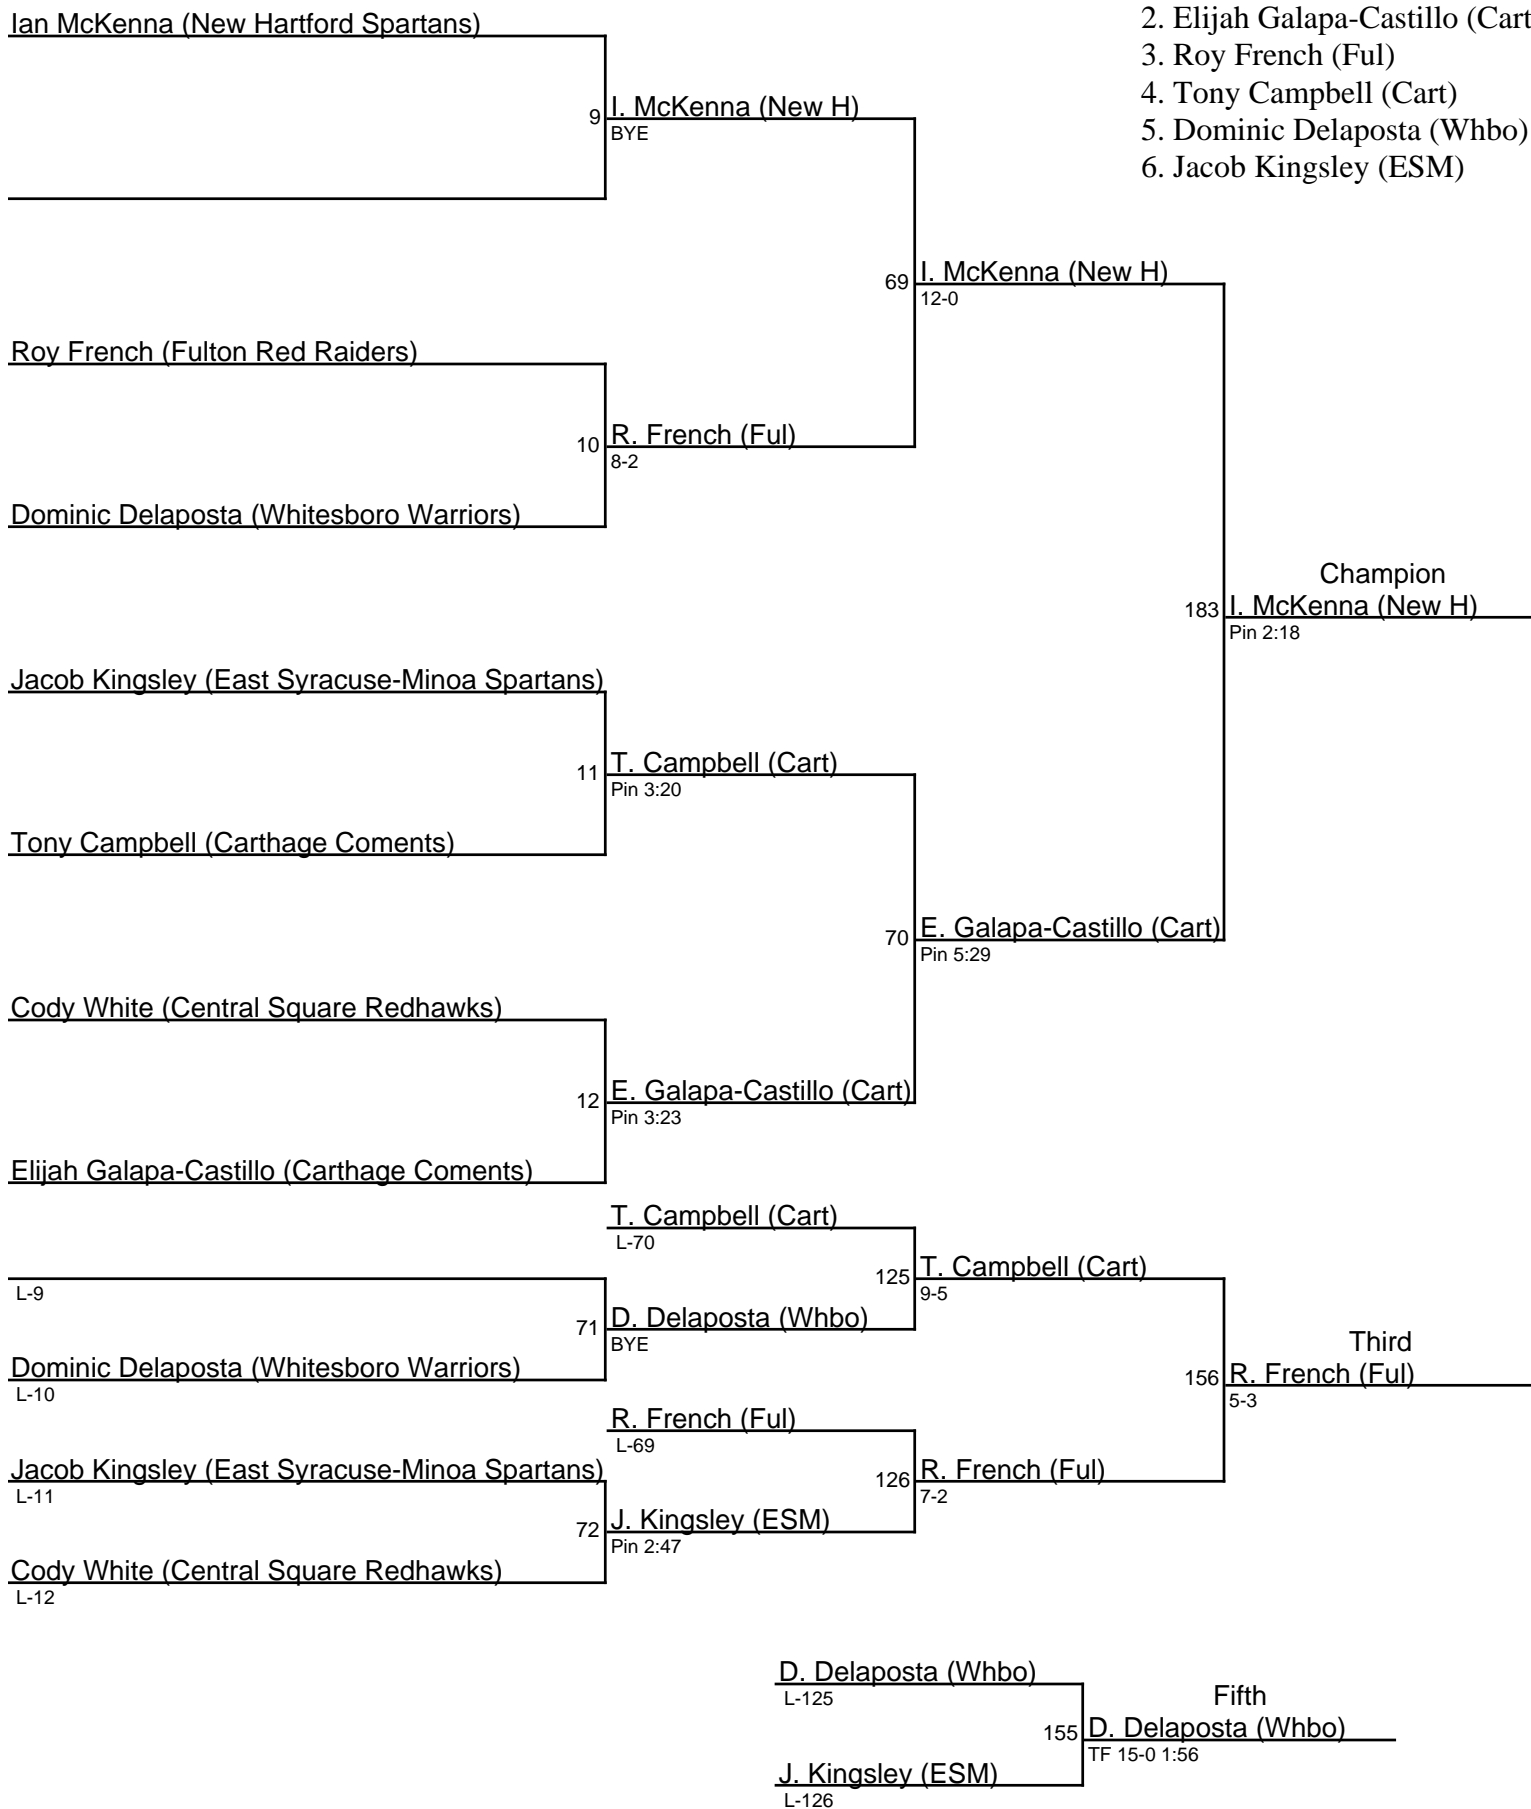 Ian McKenna (New Hartford Spartans)
2. Elijah Galapa-Castillo (Cart
3. Roy French (Ful)
4. Tony Campbell (Cart)
5. Dominic Delaposta (Whbo)
6. Jacob Kingsley (ESM)
9 I. McKenna (New H)
BYE
69 I. McKenna (New H)
12-0
Roy French (Fulton Red Raiders)
10 R. French (Ful)
8-2
Dominic Delaposta (Whitesboro Warriors)
Champion
183 I. McKenna (New H)
Pin 2:18
Jacob Kingsley (East Syracuse-Minoa Spartans)
11 T. Campbell (Cart)
Pin 3:20
Tony Campbell (Carthage Coments)
70 E. Galapa-Castillo (Cart)
Pin 5:29
Cody White (Central Square Redhawks)
12 E. Galapa-Castillo (Cart)
Pin 3:23
Elijah Galapa-Castillo (Carthage Coments)
T. Campbell (Cart)
L-70
125 T. Campbell (Cart)
9-5
L-9
71 D. Delaposta (Whbo)
BYE
Dominic Delaposta (Whitesboro Warriors)
L-10
Third
156 R. French (Ful)
5-3
R. French (Ful)
L-69
Jacob Kingsley (East Syracuse-Minoa Spartans)
L-11
126 R. French (Ful)
7-2
72 J. Kingsley (ESM)
Pin 2:47
Cody White (Central Square Redhawks)
L-12
D. Delaposta (Whbo)
L-125
Fifth
155 D. Delaposta (Whbo)
TF 15-0 1:56
J. Kingsley (ESM)
L-126